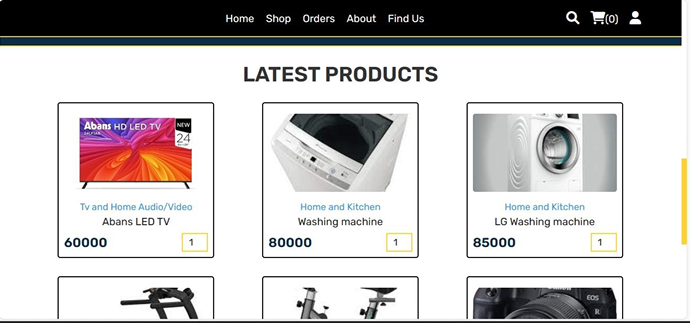 Home Shop Orders About Find Us (0)
LATEST PRODUCTS
Abans HD LED TV NEW 24
Tv and Home Audio/Video
Abans LED TV
60000 1
Home and Kitchen
Washing machine
80000 1
Home and Kitchen
LG Washing machine
85000 1
Canon
EOS